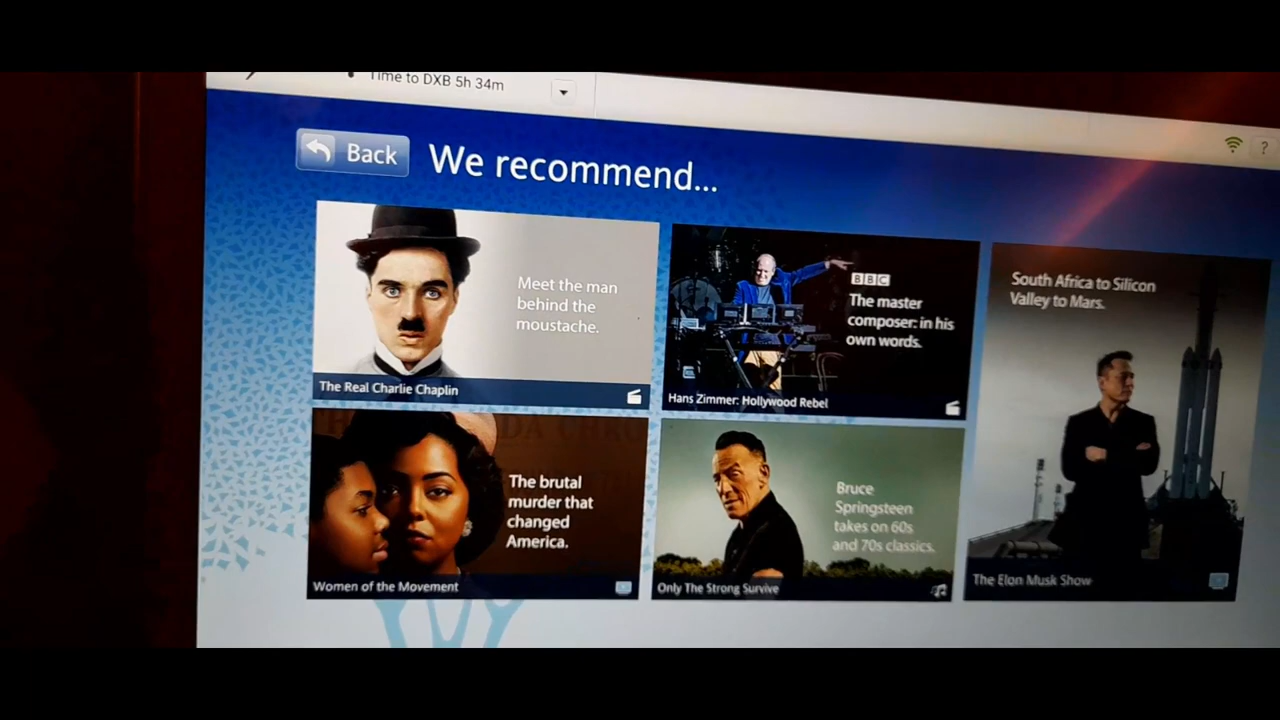 Time to DXB 5h 34m
?
Back
We recommend...
Meet the man
behind the
moustache.
The Real Charlie Chaplin
BBC
The master
composer: in his
own words.
Hans Zimmer: Hollywood Rebel
South Africa to Silicon
Valley to Mars.
The Elon Musk Show
The brutal
murder that
changed
America.
Women of the Movement
Bruce
Springsteen
takes on 60s
and 70s classics.
Only The Strong Survive